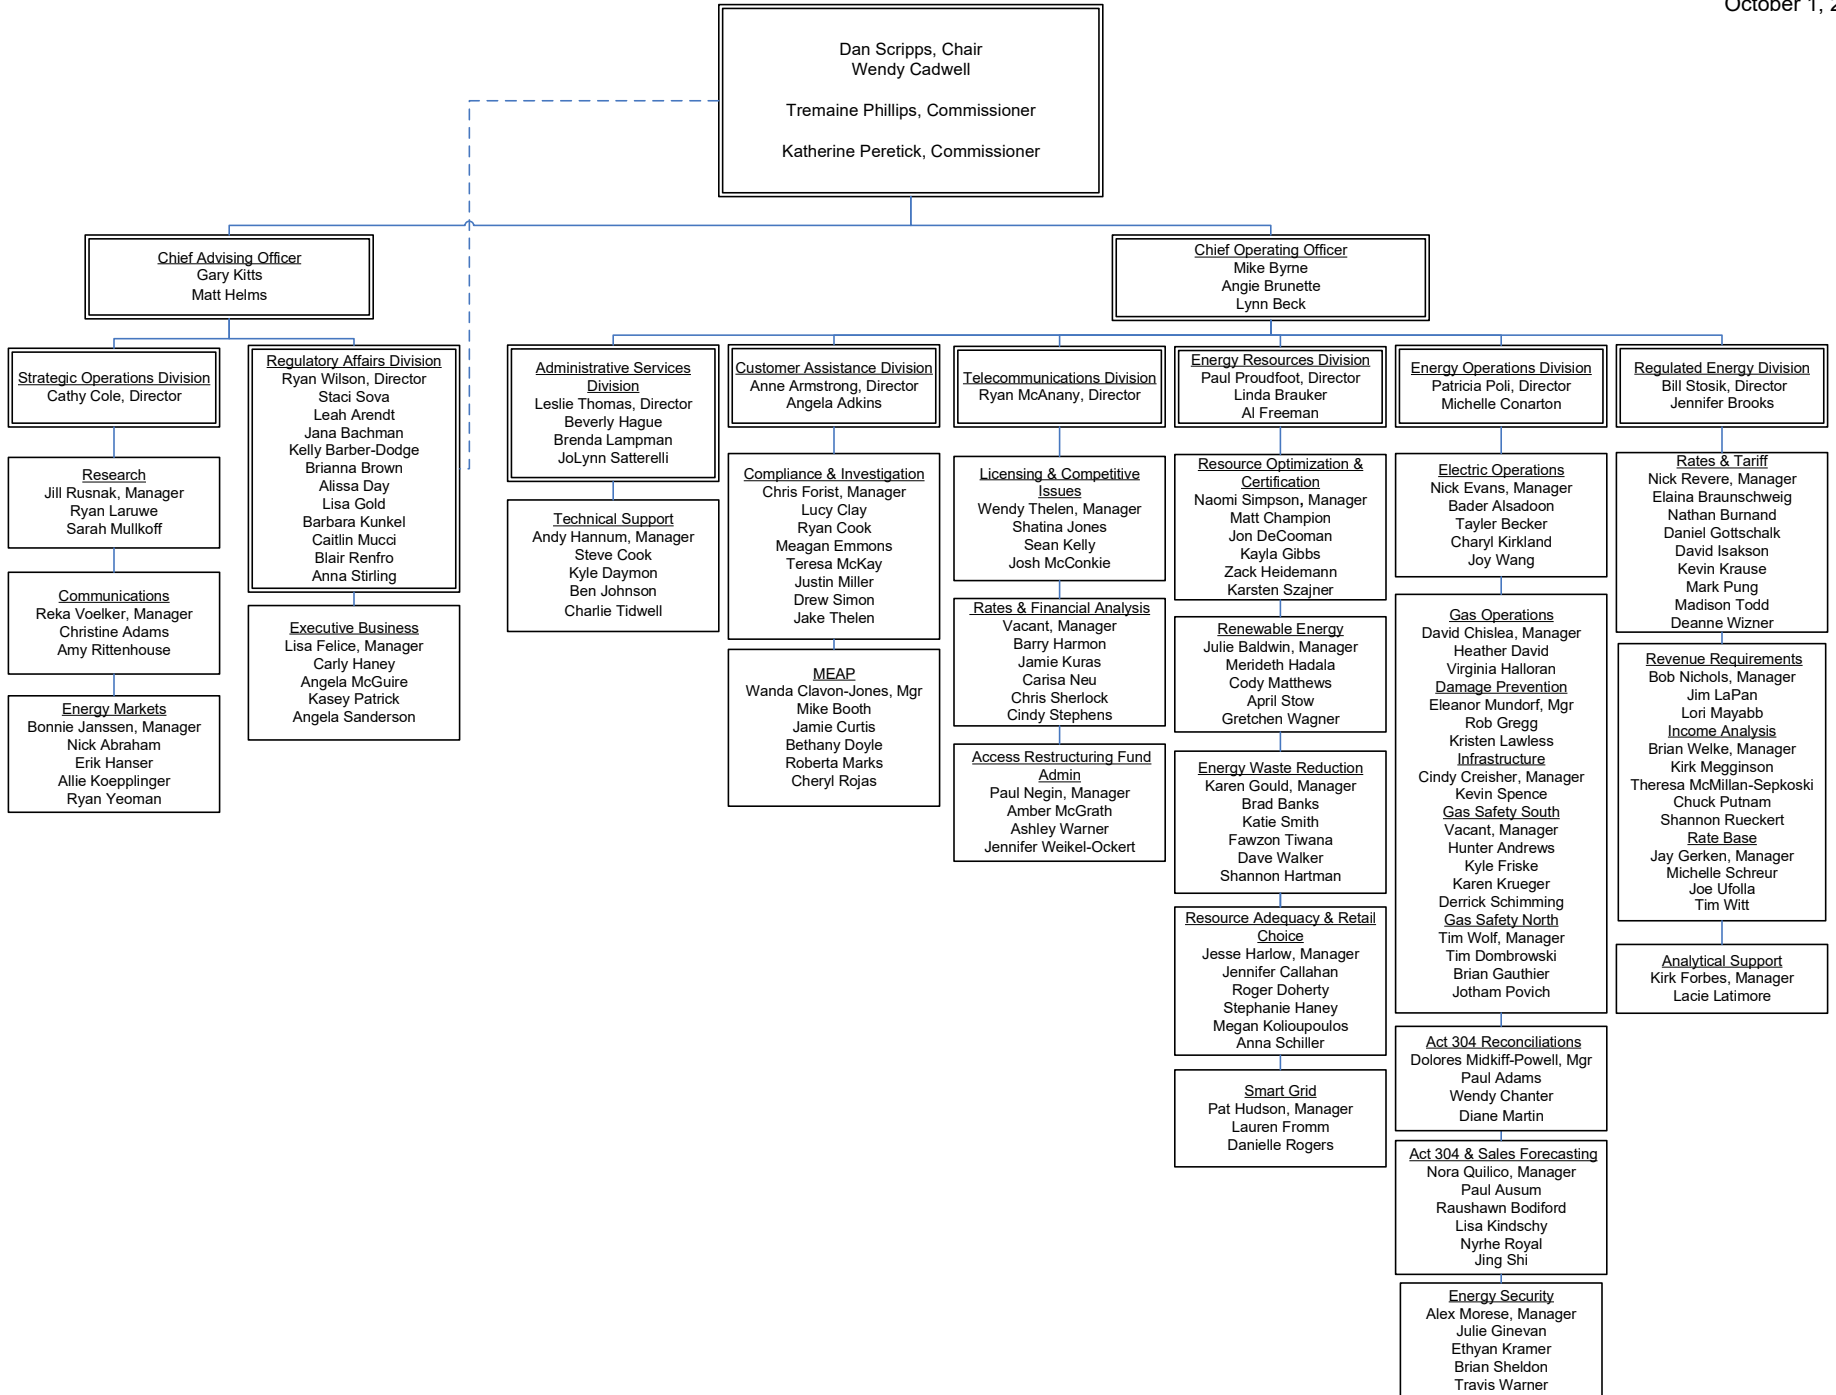 October 1, 2
Dan Scripps, Chair
Wendy Cadwell
Tremaine Phillips, Commissioner
Katherine Peretick, Commissioner
Chief Advising Officer
Gary Kitts
Matt Helms
Chief Operating Officer
Mike Byrne
Angie Brunette
Lynn Beck
Strategic Operations Division
Cathy Cole, Director
Research
Jill Rusnak, Manager
Ryan Laruwe
Sarah Mullkoff
Communications
Reka Voelker, Manager
Christine Adams
Amy Rittenhouse
Energy Markets
Bonnie Janssen, Manager
Nick Abraham
Erik Hanser
Allie Koepplinger
Ryan Yeoman
Regulatory Affairs Division
Ryan Wilson, Director
Staci Sova
Leah Arendt
Jana Bachman
Kelly Barber-Dodge
Brianna Brown
Alissa Day
Lisa Gold
Barbara Kunkel
Caitlin Mucci
Blair Renfro
Anna Stirling
Executive Business
Lisa Felice, Manager
Carly Haney
Angela McGuire
Kasey Patrick
Angela Sanderson
Administrative Services
Division
Leslie Thomas, Director
Beverly Hague
Brenda Lampman
JoLynn Satterelli
Technical Support
Andy Hannum, Manager
Steve Cook
Kyle Daymon
Ben Johnson
Charlie Tidwell
Customer Assistance Division
Anne Armstrong, Director
Angela Adkins
Compliance & Investigation
Chris Forist, Manager
Lucy Clay
Ryan Cook
Meagan Emmons
Teresa McKay
Justin Miller
Drew Simon
Jake Thelen
MEAP
Wanda Clavon-Jones, Mgr
Mike Booth
Jamie Curtis
Bethany Doyle
Roberta Marks
Cheryl Rojas
Telecommunications Division
Ryan McAnany, Director
Licensing & Competitive
Issues
Wendy Thelen, Manager
Shatina Jones
Sean Kelly
Josh McConkie
Rates & Financial Analysis
Vacant, Manager
Barry Harmon
Jamie Kuras
Carisa Neu
Chris Sherlock
Cindy Stephens
Access Restructuring Fund
Admin
Paul Negin, Manager
Amber McGrath
Ashley Warner
Jennifer Weikel-Ockert
Energy Resources Division
Paul Proudfoot, Director
Linda Brauker
Al Freeman
Resource Optimization &
Certification
Naomi Simpson, Manager
Matt Champion
Jon DeCooman
Kayla Gibbs
Zack Heidemann
Karsten Szajner
Renewable Energy
Julie Baldwin, Manager
Merideth Hadala
Cody Matthews
April Stow
Gretchen Wagner
Energy Waste Reduction
Karen Gould, Manager
Brad Banks
Katie Smith
Fawzon Tiwana
Dave Walker
Shannon Hartman
Resource Adequacy & Retail
Choice
Jesse Harlow, Manager
Jennifer Callahan
Roger Doherty
Stephanie Haney
Megan Kolioupoulos
Anna Schiller
Smart Grid
Pat Hudson, Manager
Lauren Fromm
Danielle Rogers
Energy Operations Division
Patricia Poli, Director
Michelle Conarton
Electric Operations
Nick Evans, Manager
Bader Alsadoon
Tayler Becker
Charyl Kirkland
Joy Wang
Gas Operations
David Chislea, Manager
Heather David
Virginia Halloran
Damage Prevention
Eleanor Mundorf, Mgr
Rob Gregg
Kristen Lawless
Infrastructure
Cindy Creisher, Manager
Kevin Spence
Gas Safety South
Vacant, Manager
Hunter Andrews
Kyle Friske
Karen Krueger
Derrick Schimming
Gas Safety North
Tim Wolf, Manager
Tim Dombrowski
Brian Gauthier
Jotham Povich
Act 304 Reconciliations
Dolores Midkiff-Powell, Mgr
Paul Adams
Wendy Chanter
Diane Martin
Act 304 & Sales Forecasting
Nora Quilico, Manager
Paul Ausum
Raushawn Bodiford
Lisa Kindschy
Nyrhe Royal
Jing Shi
Energy Security
Alex Morese, Manager
Julie Ginevan
Ethyan Kramer
Brian Sheldon
Travis Warner
Regulated Energy Division
Bill Stosik, Director
Jennifer Brooks
Rates & Tariff
Nick Revere, Manager
Elaina Braunschweig
Nathan Burnand
Daniel Gottschalk
David Isakson
Kevin Krause
Mark Pung
Madison Todd
Deanne Wizner
Revenue Requirements
Bob Nichols, Manager
Jim LaPan
Lori Mayabb
Income Analysis
Brian Welke, Manager
Kirk Megginson
Theresa McMillan-Sepkoski
Chuck Putnam
Shannon Rueckert
Rate Base
Jay Gerken, Manager
Michelle Schreur
Joe Ufolla
Tim Witt
Analytical Support
Kirk Forbes, Manager
Lacie Latimore